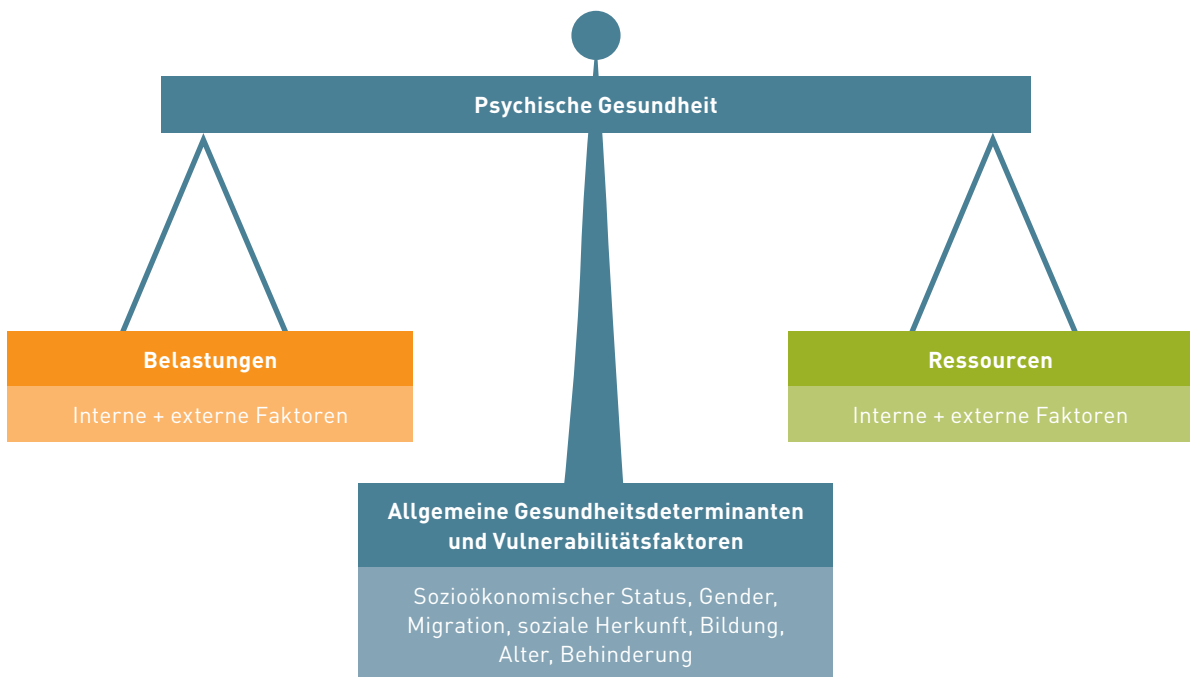 Psychische Gesundheit
Belastungen
Interne + externe Faktoren
Ressourcen
Interne + externe Faktoren
Allgemeine Gesundheitsdeterminanten
und Vulnerabilitätsfaktoren
Sozioökonomischer Status, Gender,
Migration, soziale Herkunft, Bildung,
Alter, Behinderung